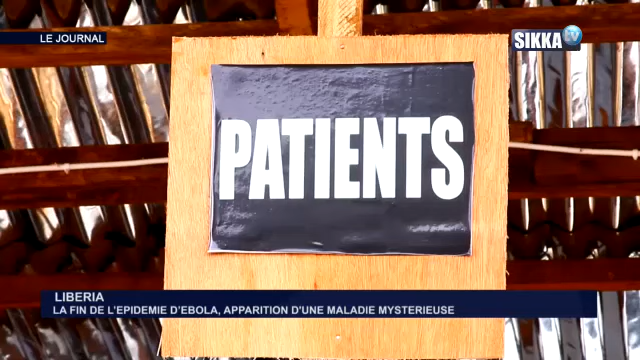 LE JOURNAL
SIKKA tv
PATIENTS
LIBERIA
LA FIN DE L'EPIDEMIE D'EBOLA, APPARITION D'UNE MALADIE MYSTERIEUSE